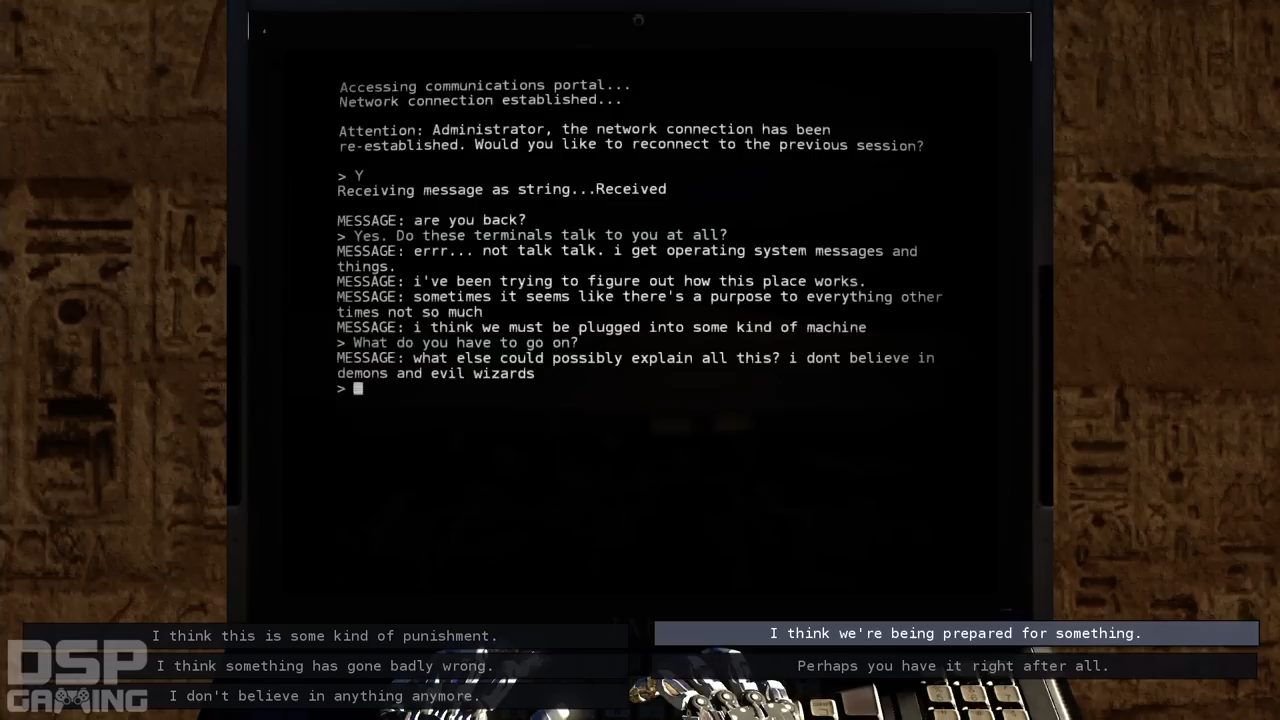 Accessing communications portal...
Network connection established...
Attention: Administrator, the network connection has been
re-established. Would you like to reconnect to the previous session?
> Y
Receiving message as string...Received
MESSAGE: are you back?
> Yes. Do these terminals talk to you at all?
MESSAGE: errr... not talk talk. i get operating system messages and
things.
MESSAGE: i've been trying to figure out how this place works.
MESSAGE: sometimes it seems like there's a purpose to everything other
times not so much
MESSAGE: i think we must be plugged into some kind of machine
> What do you have to go on?
MESSAGE: what else could possibly explain all this? i dont believe in
demons and evil wizards
>
I think this is some kind of punishment.
I think we're being prepared for something.
I think something has gone badly wrong.
Perhaps you have it right after all.
I don't believe in anything anymore.
DSP
GAMING